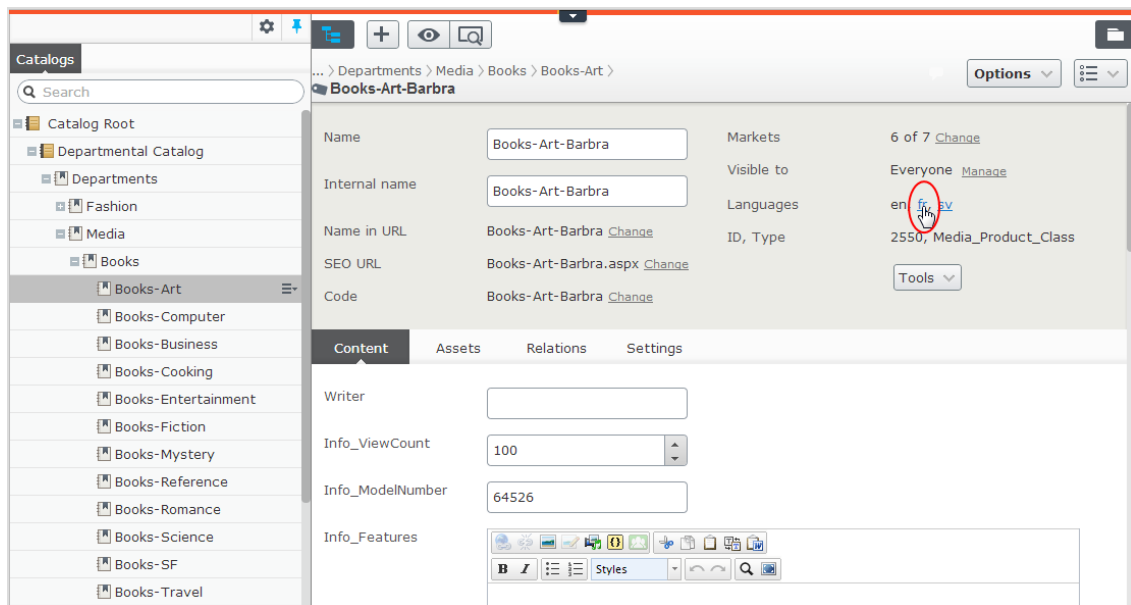 Catalogs
Search
Catalog Root
Departmental Catalog
Departments
Fashion
Media
Books
Books-Art
Books-Computer
Books-Business
Books-Cooking
Books-Entertainment
Books-Fiction
Books-Mystery
Books-Reference
Books-Romance
Books-Science
Books-SF
Books-Travel
... > Departments > Media > Books > Books-Art >
Books-Art-Barbra
Options
Name Books-Art-Barbra
Internal name Books-Art-Barbra
Name in URL Books-Art-Barbra Change
SEO URL Books-Art-Barbra.aspx Change
Code Books-Art-Barbra Change
Markets 6 of 7 Change
Visible to Everyone Manage
Languages en, fr, sv
ID, Type 2550, Media_Product_Class
Tools
Content Assets Relations Settings
Writer
Info_ViewCount 100
Info_ModelNumber 64526
Info_Features
B I Styles